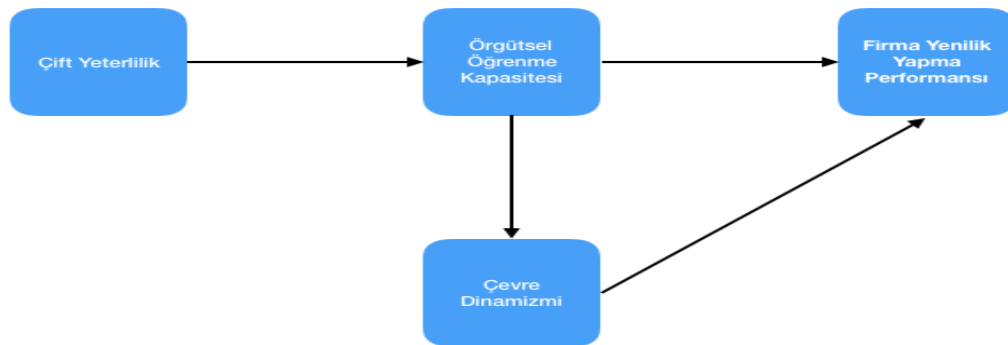 Çift Yeterlilik
Örgütsel
Öğrenme
Kapasitesi
Firma Yenilik
Yapma
Performansı
Çevre
Dinamizmi